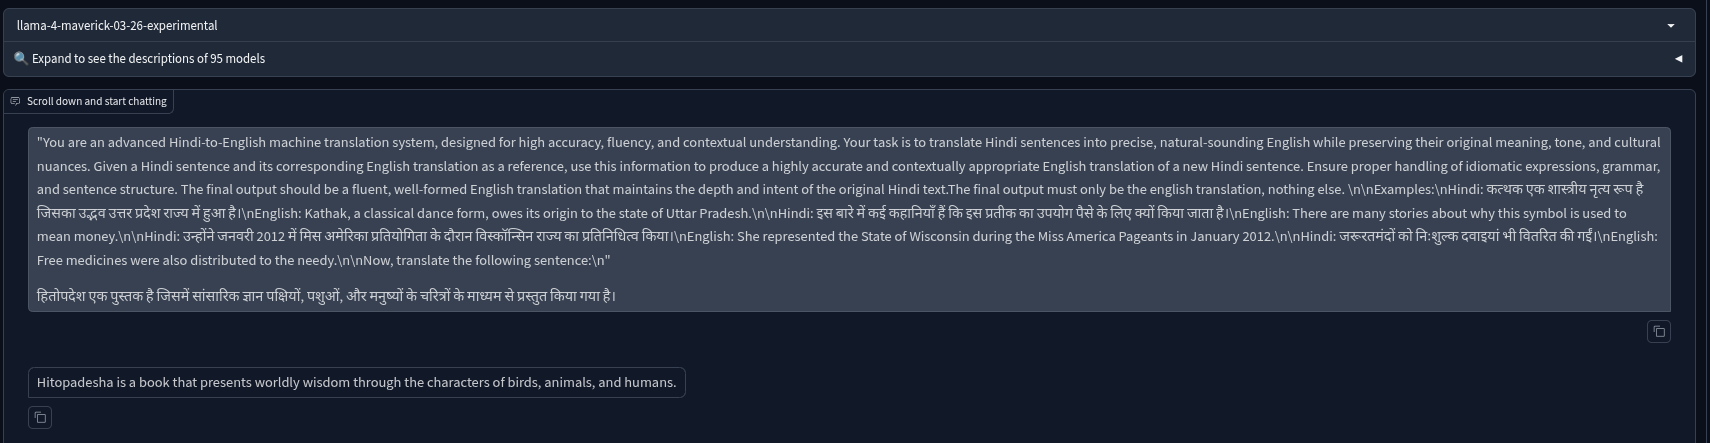 llama-4-maverick-03-26-experimental
🔍 Expand to see the descriptions of 95 models
Scroll down and start chatting
"You are an advanced Hindi-to-English machine translation system, designed for high accuracy, fluency, and contextual understanding. Your task is to translate Hindi sentences into precise, natural-sounding English while preserving their original meaning, tone, and cultural
nuances. Given a Hindi sentence and its corresponding English translation as a reference, use this information to produce a highly accurate and contextually appropriate English translation of a new Hindi sentence. Ensure proper handling of idiomatic expressions, grammar,
and sentence structure. The final output should be a fluent, well-formed English translation that maintains the depth and intent of the original Hindi text.The final output must only be the english translation, nothing else. \n\nExamples:\nHindi: कत्थक एक शास्त्रीय नृत्य रूप है
जिसका उद्भव उत्तर प्रदेश राज्य में हुआ है।\nEnglish: Kathak, a classical dance form, owes its origin to the state of Uttar Pradesh.\n\nHindi: इस बारे में कई कहानियाँ हैं कि इस प्रतीक का उपयोग पैसे के लिए क्यों किया जाता है।\nEnglish: There are many stories about why this symbol is used to
mean money.\n\nHindi: उन्होंने जनवरी 2012 में मिस अमेरिका प्रतियोगिता के दौरान विस्कॉन्सिन राज्य का प्रतिनिधित्व किया।\nEnglish: She represented the State of Wisconsin during the Miss America Pageants in January 2012.\n\nHindi: जरूरतमंदों को नि:शुल्क दवाइयां भी वितरित की गईं।\nEnglish:
Free medicines were also distributed to the needy.\n\nNow, translate the following sentence:\n"
हितोपदेश एक पुस्तक है जिसमें सांसारिक ज्ञान पक्षियों, पशुओं, और मनुष्यों के चरित्रों के माध्यम से प्रस्तुत किया गया है।
Hitopadesha is a book that presents worldly wisdom through the characters of birds, animals, and humans.